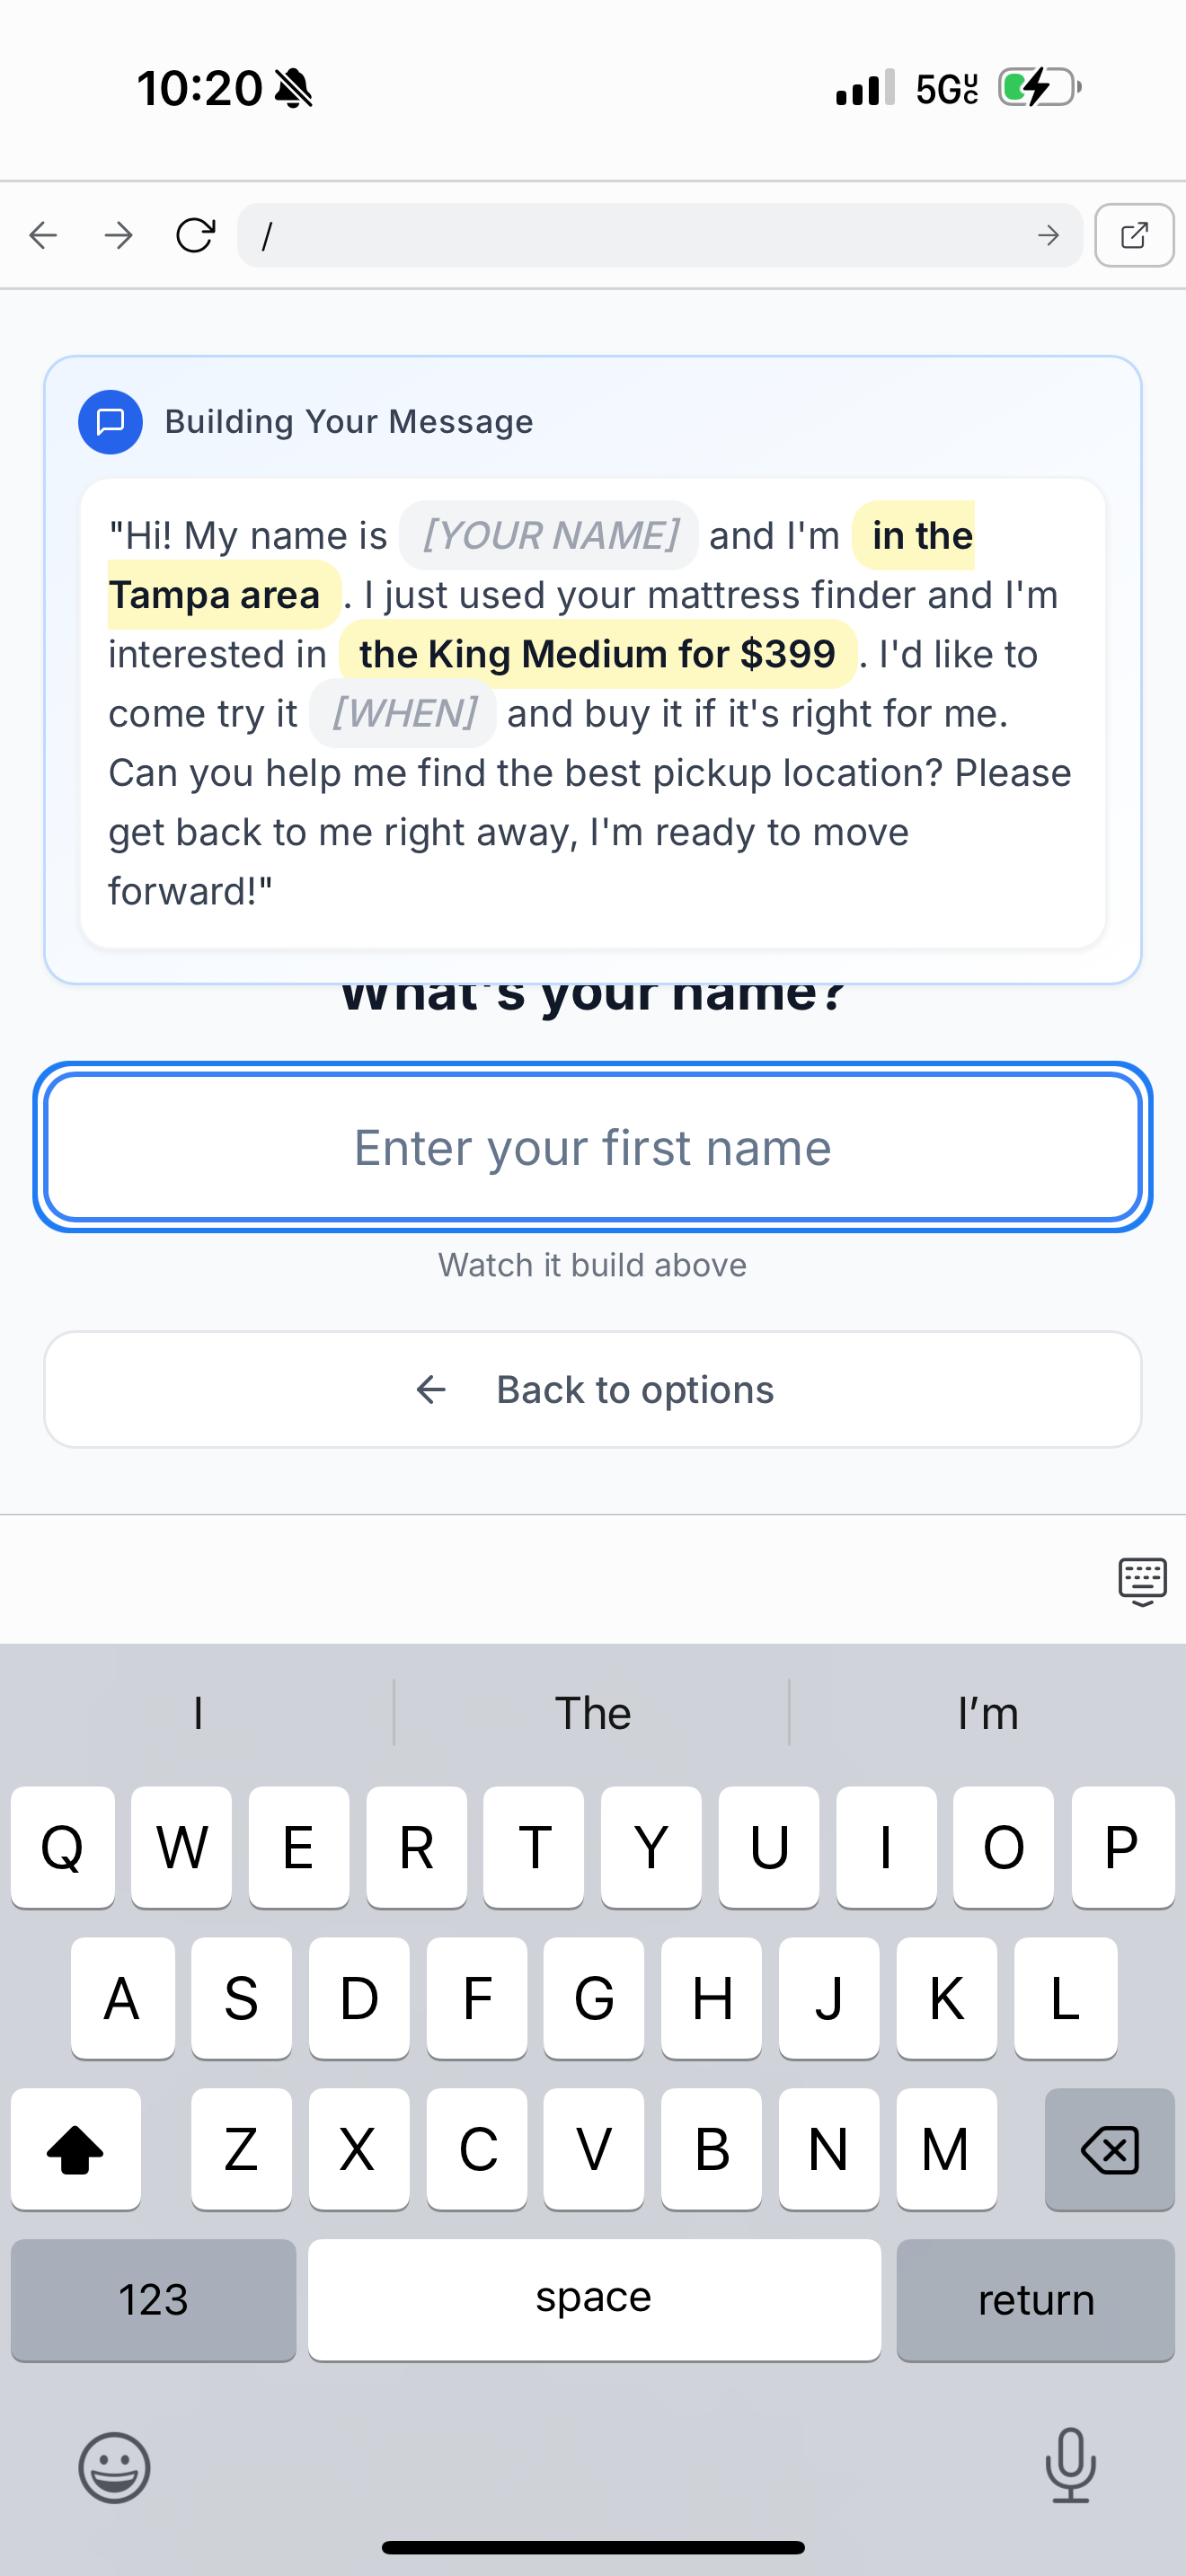 10:20
5G UC
/
Building Your Message
"Hi! My name is [YOUR NAME] and I'm in the
Tampa area . I just used your mattress finder and I'm
interested in the King Medium for $399 . I'd like to
come try it [WHEN] and buy it if it's right for me.
Can you help me find the best pickup location? Please
get back to me right away, I'm ready to move
forward!"
What's your name?
Enter your first name
Watch it build above
Back to options
I The I’m
Q W E R T Y U I O P
A S D F G H J K L
Z X C V B N M
123 space return